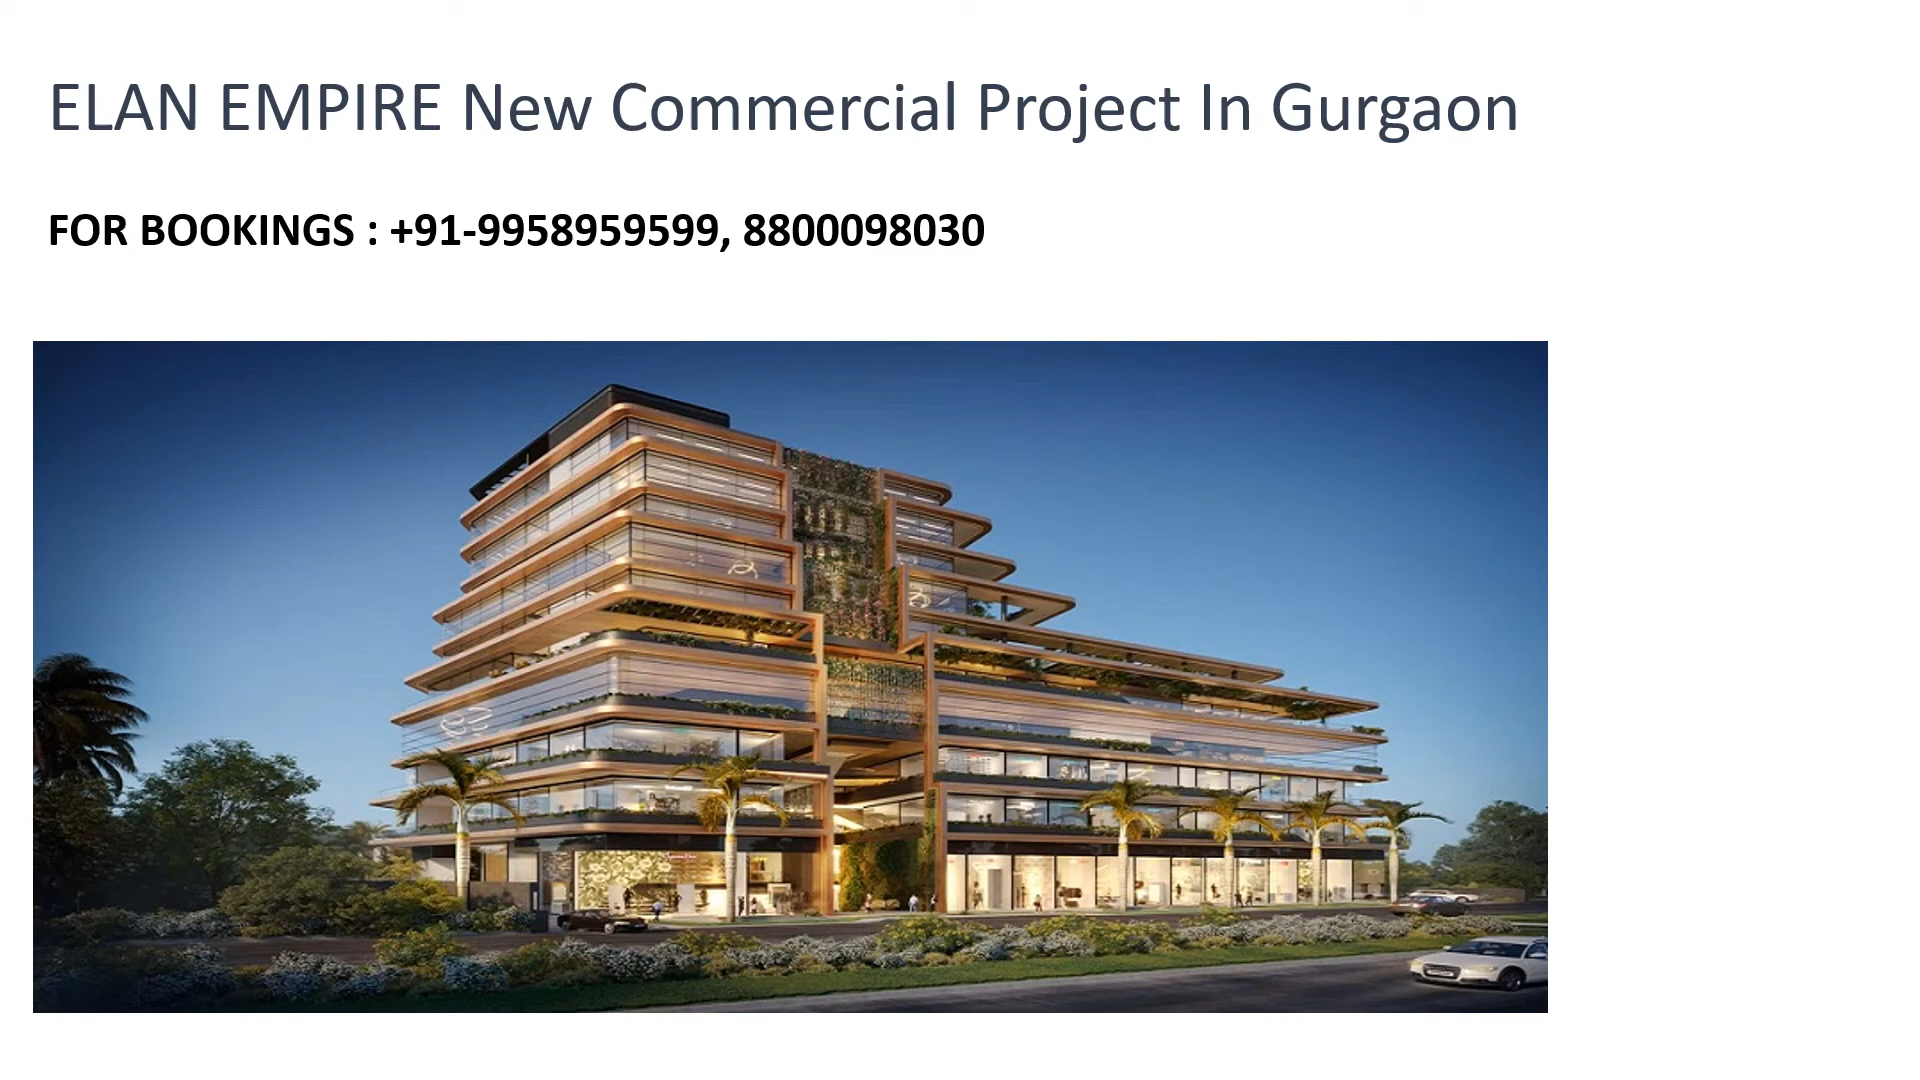 ELAN EMPIRE New Commercial Project In Gurgaon
FOR BOOKINGS : +91-9958959599, 8800098030